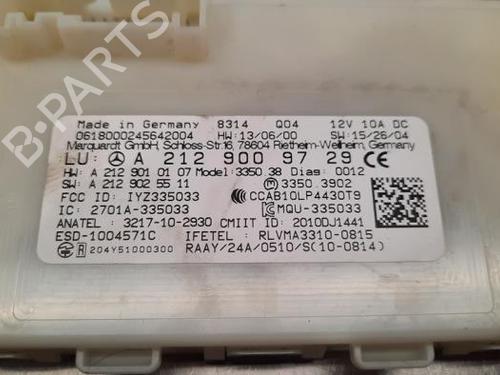 Made in Germany 8314 Q04 12V 10A DC
0618000245642004 HW:13/06/00 SW:15/26/04
Marquardt GmbH, Schloss-Str.16, 78604 Rietheim-Weilheim, Germany
LU: A 212 900 97 29 CE
HW: A 212 901 01 07 Model: 3350.38 Dias: 0012
SW: A 212 902 55 11 3350.3902
FCC ID: IYZ335033 CCAB10LP4430T9
IC: 2701A-335033 MQU-335033
ANATEL: 3217-10-2930 CMIIT ID: 2010DJ1441
ESD-1004571C IFETEL: RLVMA3310-0815
R 204Y51000300 RAAY/24A/0510/S(10-0814)
B-PARTS